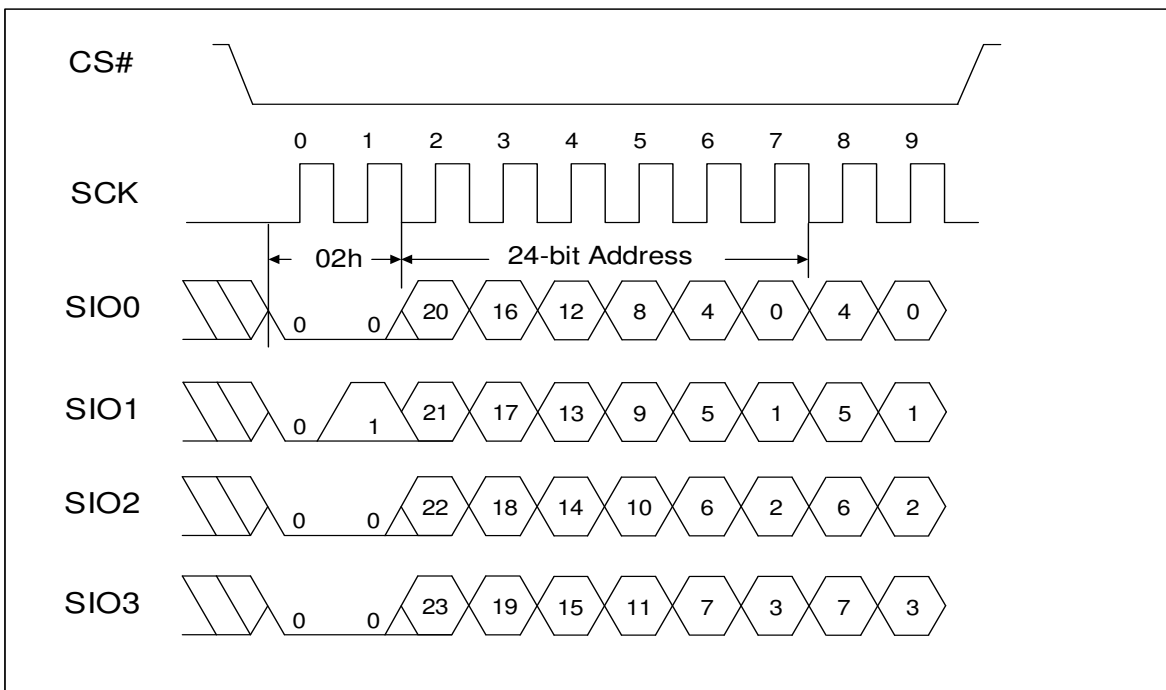 CS#
0 1 2 3 4 5 6 7 8 9
SCK
02h 24-bit Address
SIO0 0 0 20 16 12 8 4 0 4 0
SIO1 0 1 21 17 13 9 5 1 5 1
SIO2 0 0 22 18 14 10 6 2 6 2
SIO3 0 0 23 19 15 11 7 3 7 3